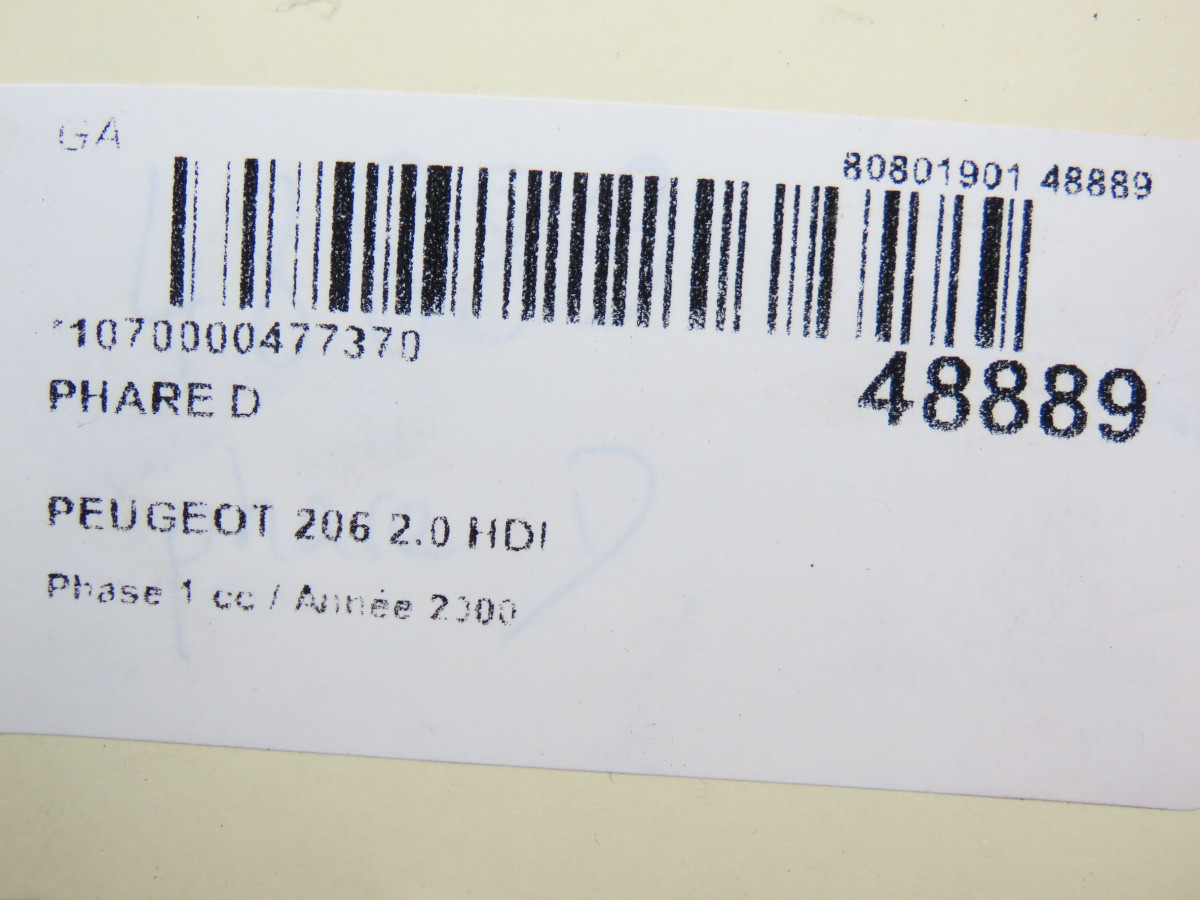 GA
80801901 48889
*1070000477370
48889
PHARE D
PEUGEOT 206 2.0 HDI
Phase 1 cc / Année 2000